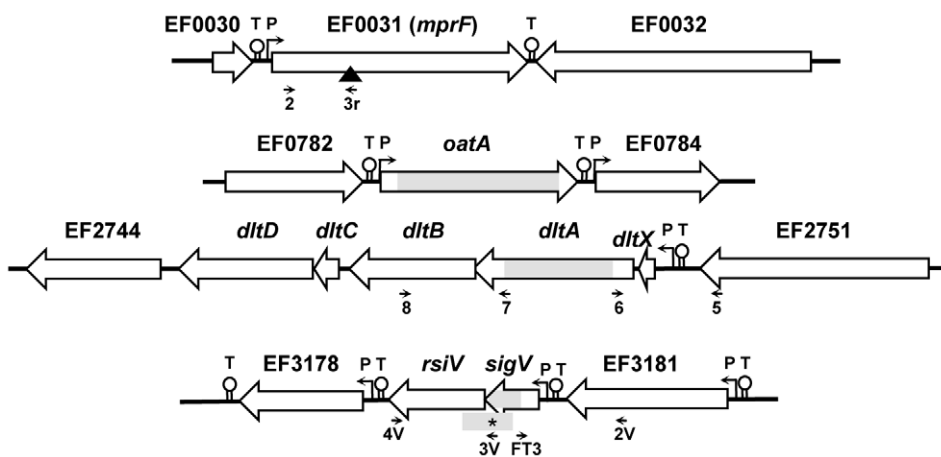 EF0030 T P EF0031 (mprF) T EF0032
2 3r
EF0782 T P oatA T P EF0784
EF2744 dltD dltC dltB dltA dltX P T EF2751
8 7 6 5
T EF3178 P T rsiV sigV P T EF3181 P T
4V * 3V FT3 2V